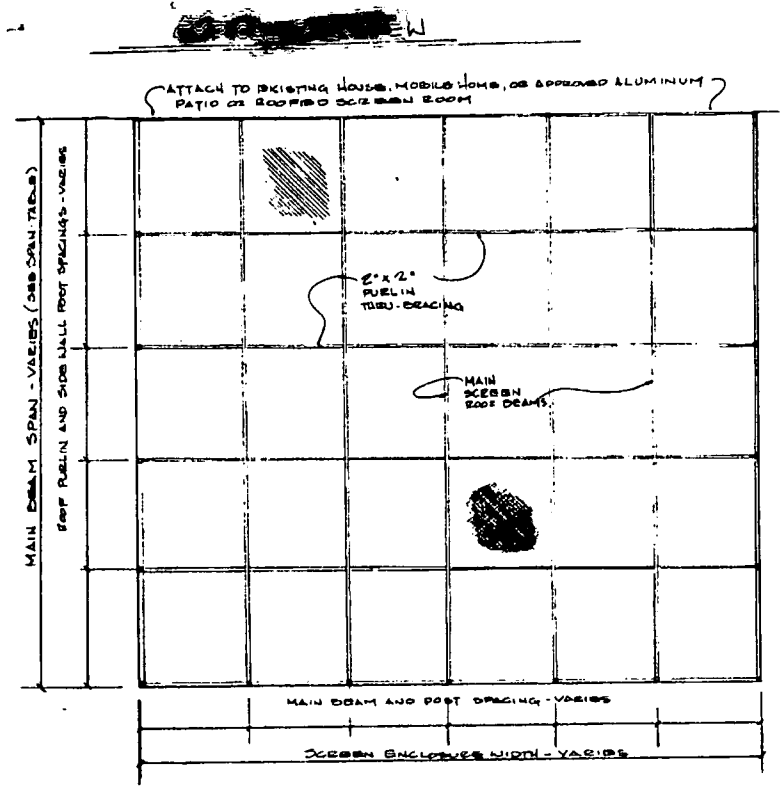 W
ATTACH TO EXISTING HOUSE, MOBILE HOME, OR APPROVED ALUMINUM
PATIO OR ROOFED SCREEN ROOM
MAIN BEAM SPAN - VARIES (SEE SPAN TABLE)
ROOF PURLIN AND SIDE WALL POST SPACINGS - VARIES
2" x 2"
PURLIN
THRU-BRACING
MAIN
SCREEN
ROOF BEAMS
MAIN BEAM AND POST SPACING - VARIES
SCREEN ENCLOSURE WIDTH - VARIES